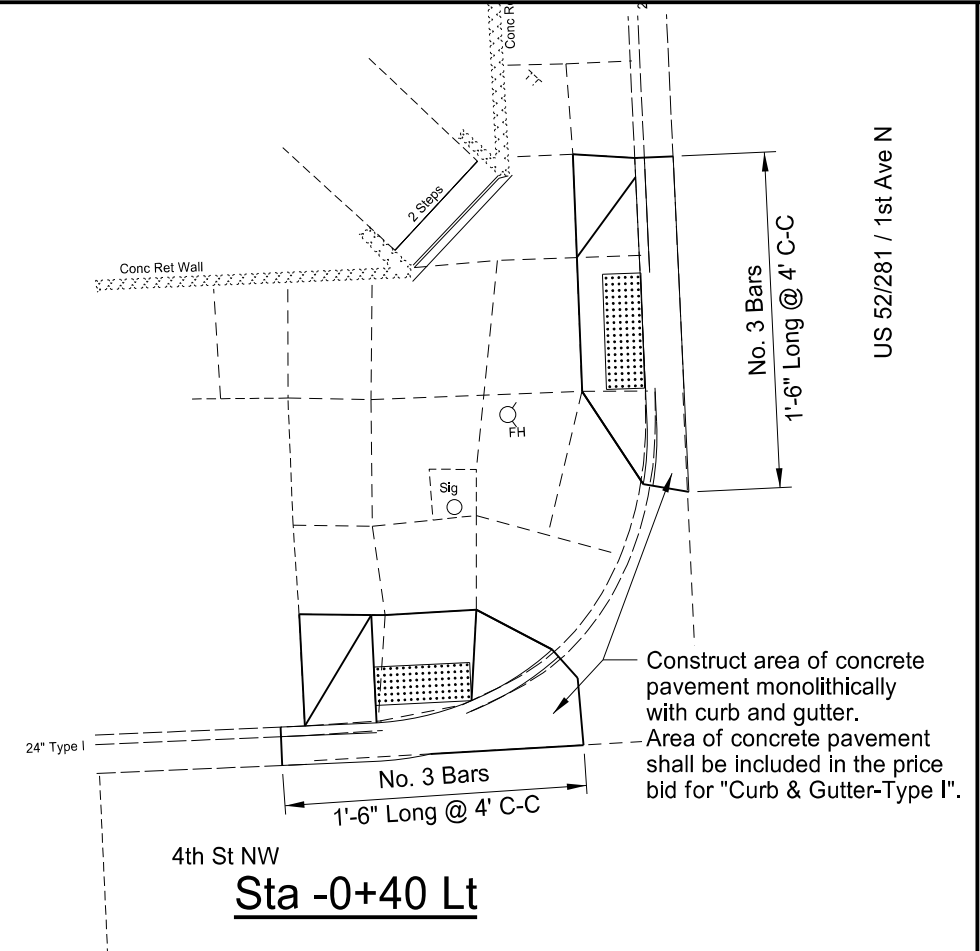 Conc R
2 Steps
Conc Ret Wall
US 52/281 / 1st Ave N
No. 3 Bars
1'-6" Long @ 4' C-C
FH
Sig
Construct area of concrete
pavement monolithically
with curb and gutter.
Area of concrete pavement
shall be included in the price
bid for "Curb & Gutter-Type I".
24" Type I
No. 3 Bars
1'-6" Long @ 4' C-C
4th St NW
Sta -0+40 Lt